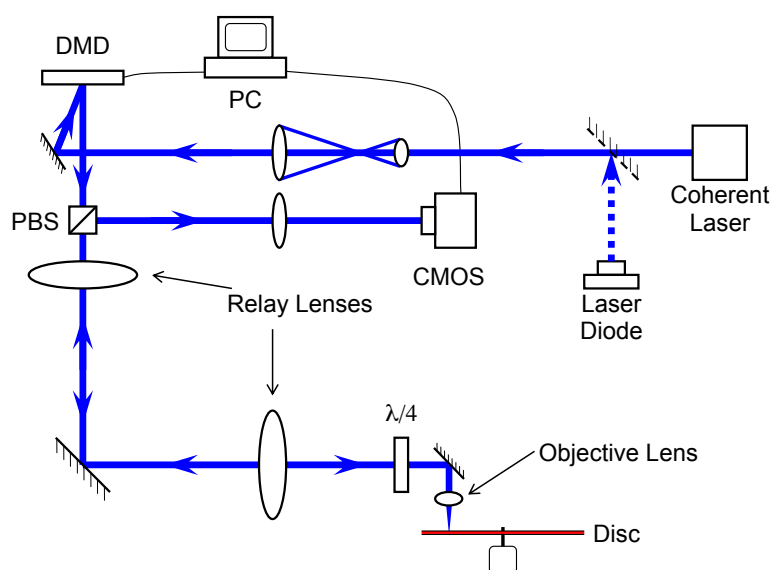 DMD
PC
PBS
CMOS
Coherent
Laser
Laser
Diode
Relay Lenses
λ/4
Objective Lens
Disc